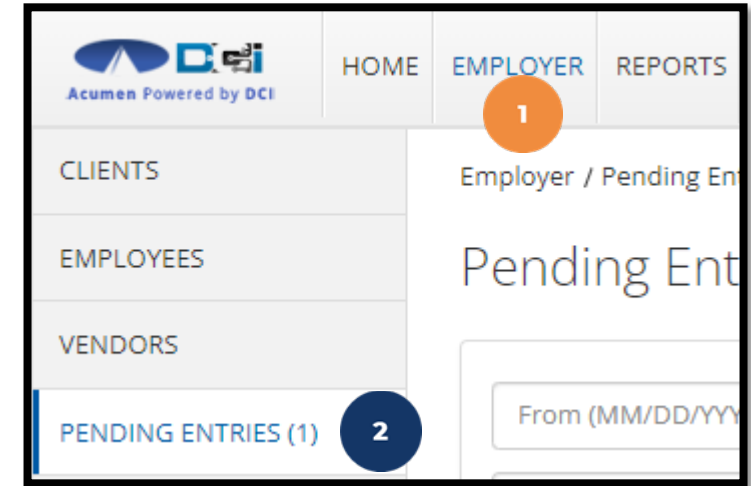 DCI
Acumen Powered by DCI
HOME
EMPLOYER
REPORTS
1
CLIENTS
Employer / Pending En
EMPLOYEES
Pending Ent
VENDORS
From (MM/DD/YYY
PENDING ENTRIES (1)
2